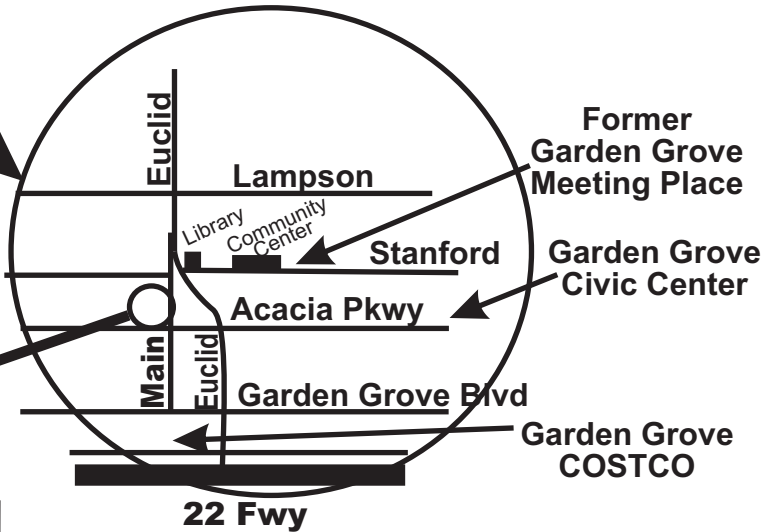 Euclid
Lampson
Former
Garden Grove
Meeting Place
Library
Community
Center
Stanford
Garden Grove
Civic Center
Acacia Pkwy
Main
Euclid
Garden Grove Blvd
Garden Grove
COSTCO
22 Fwy